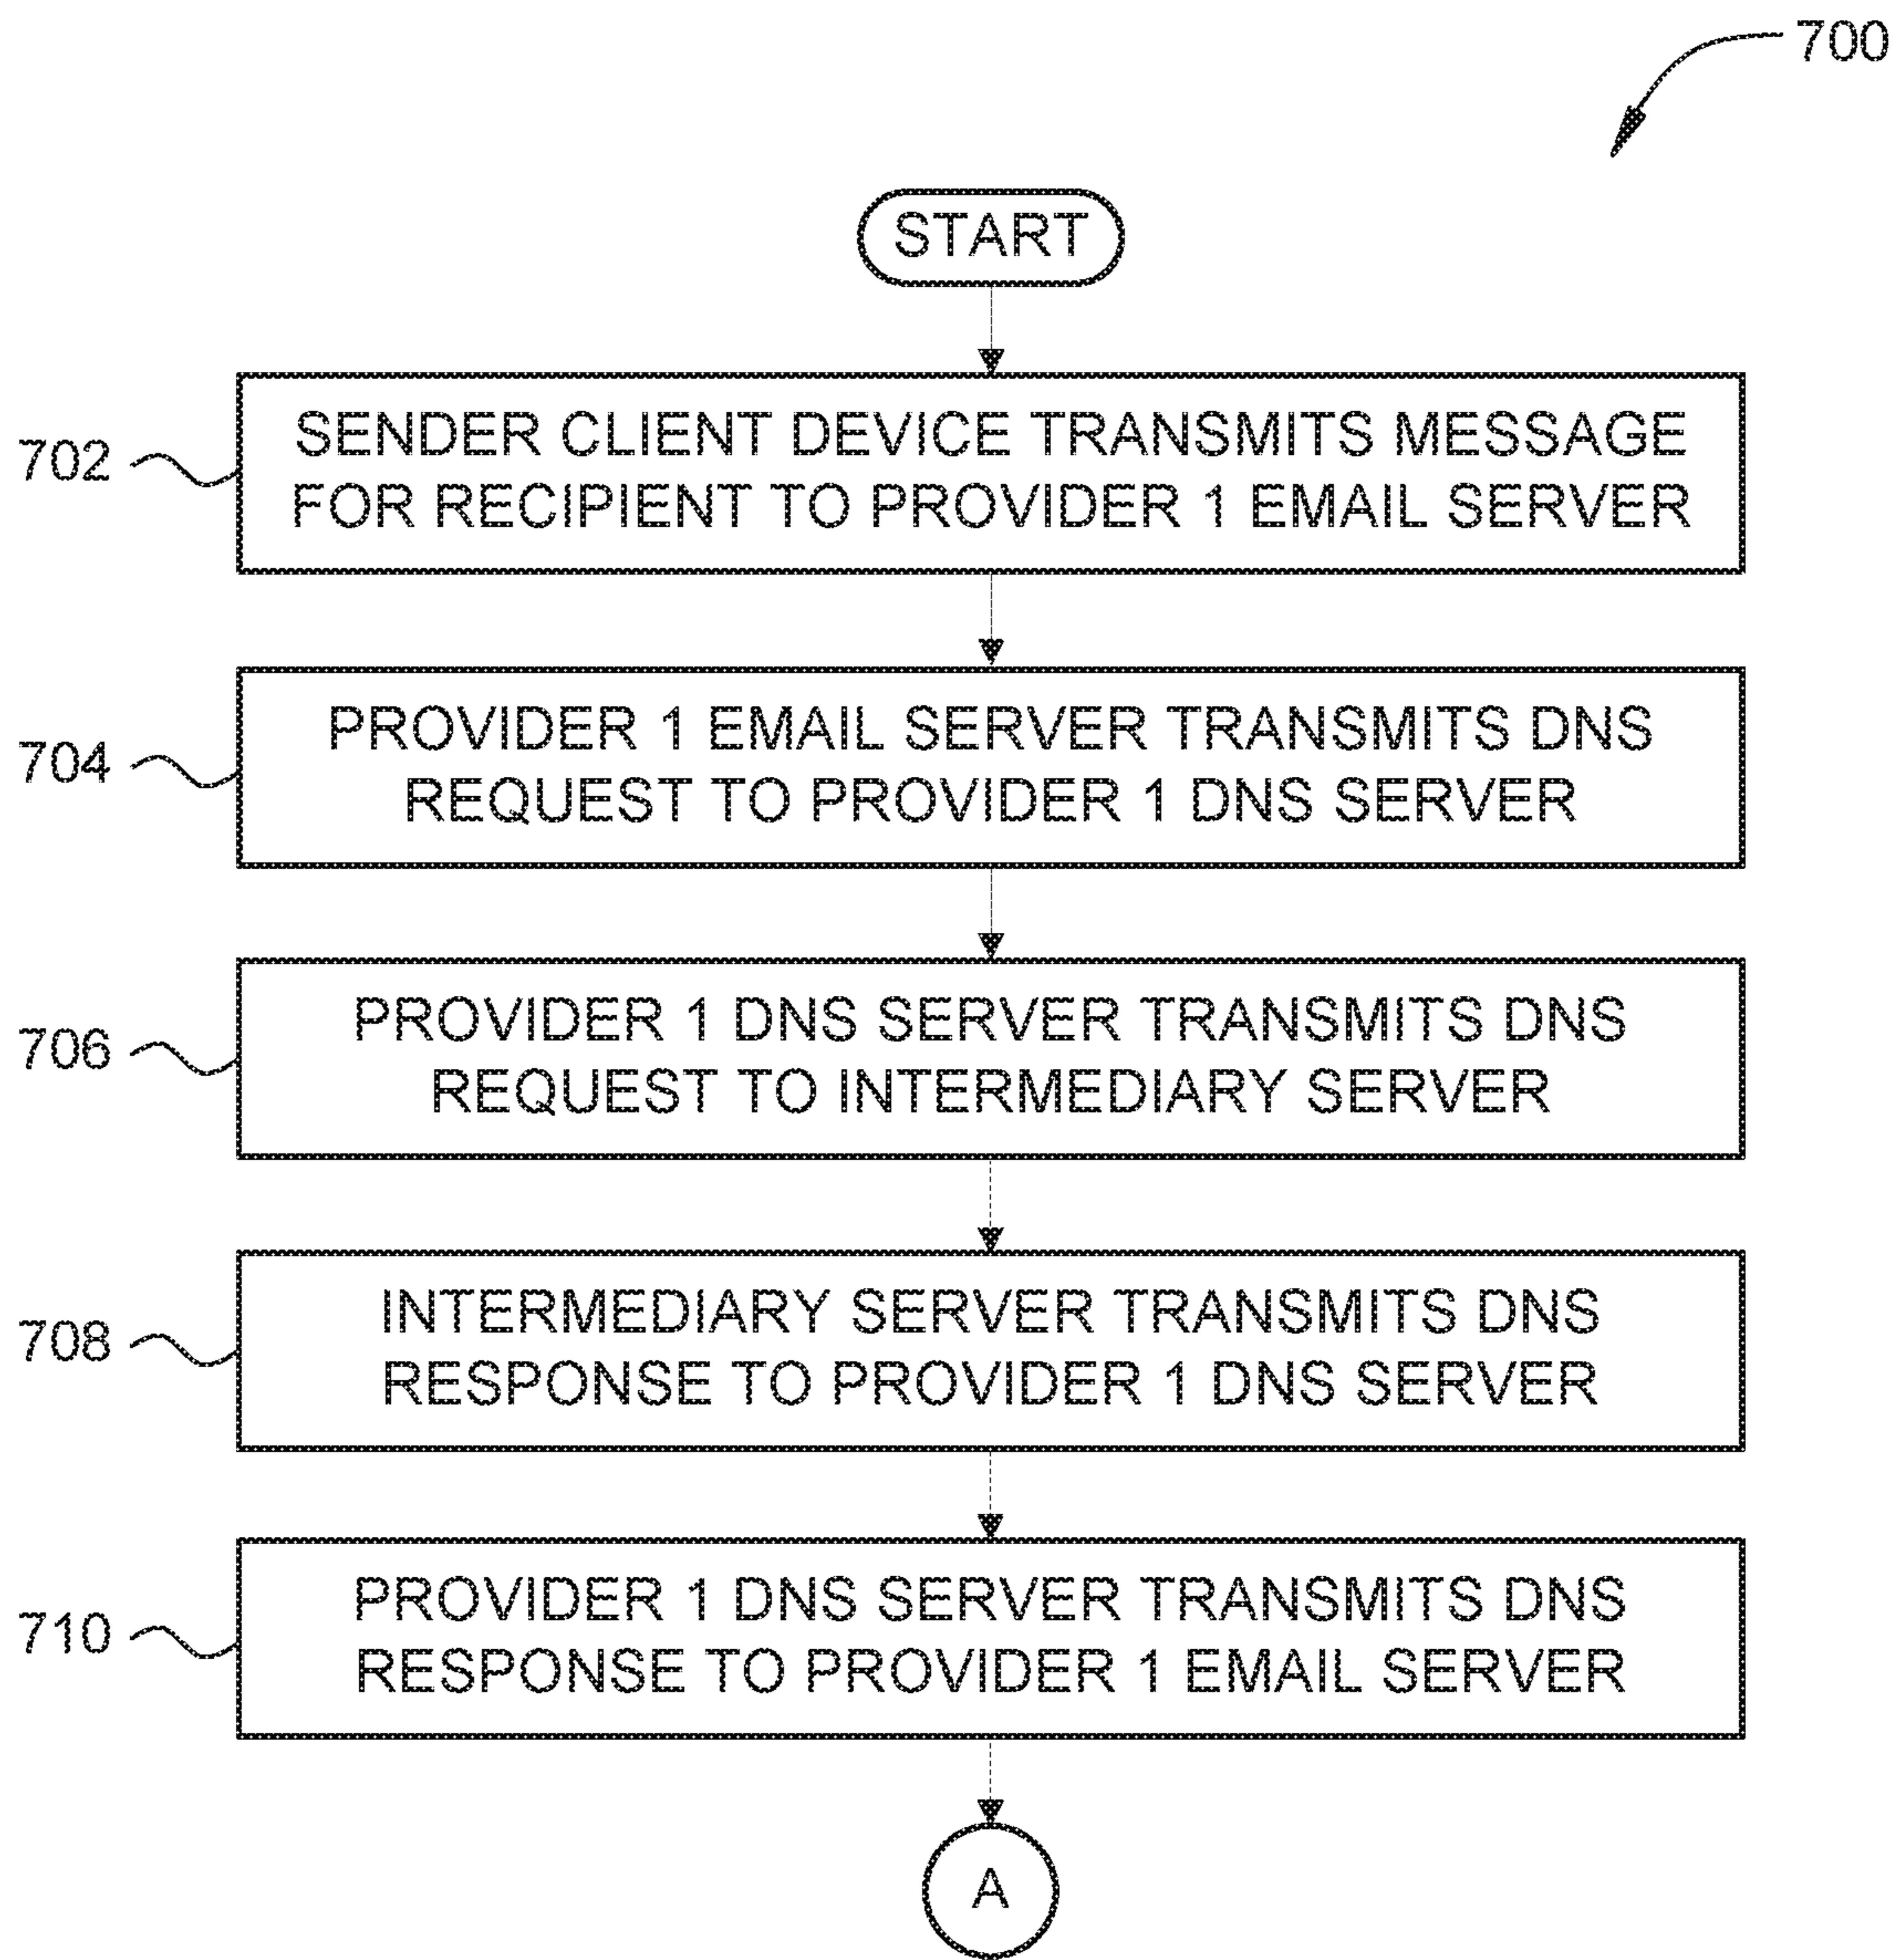 700
START
702
SENDER CLIENT DEVICE TRANSMITS MESSAGE
FOR RECIPIENT TO PROVIDER 1 EMAIL SERVER
704
PROVIDER 1 EMAIL SERVER TRANSMITS DNS
REQUEST TO PROVIDER 1 DNS SERVER
706
PROVIDER 1 DNS SERVER TRANSMITS DNS
REQUEST TO INTERMEDIARY SERVER
708
INTERMEDIARY SERVER TRANSMITS DNS
RESPONSE TO PROVIDER 1 DNS SERVER
710
PROVIDER 1 DNS SERVER TRANSMITS DNS
RESPONSE TO PROVIDER 1 EMAIL SERVER
A